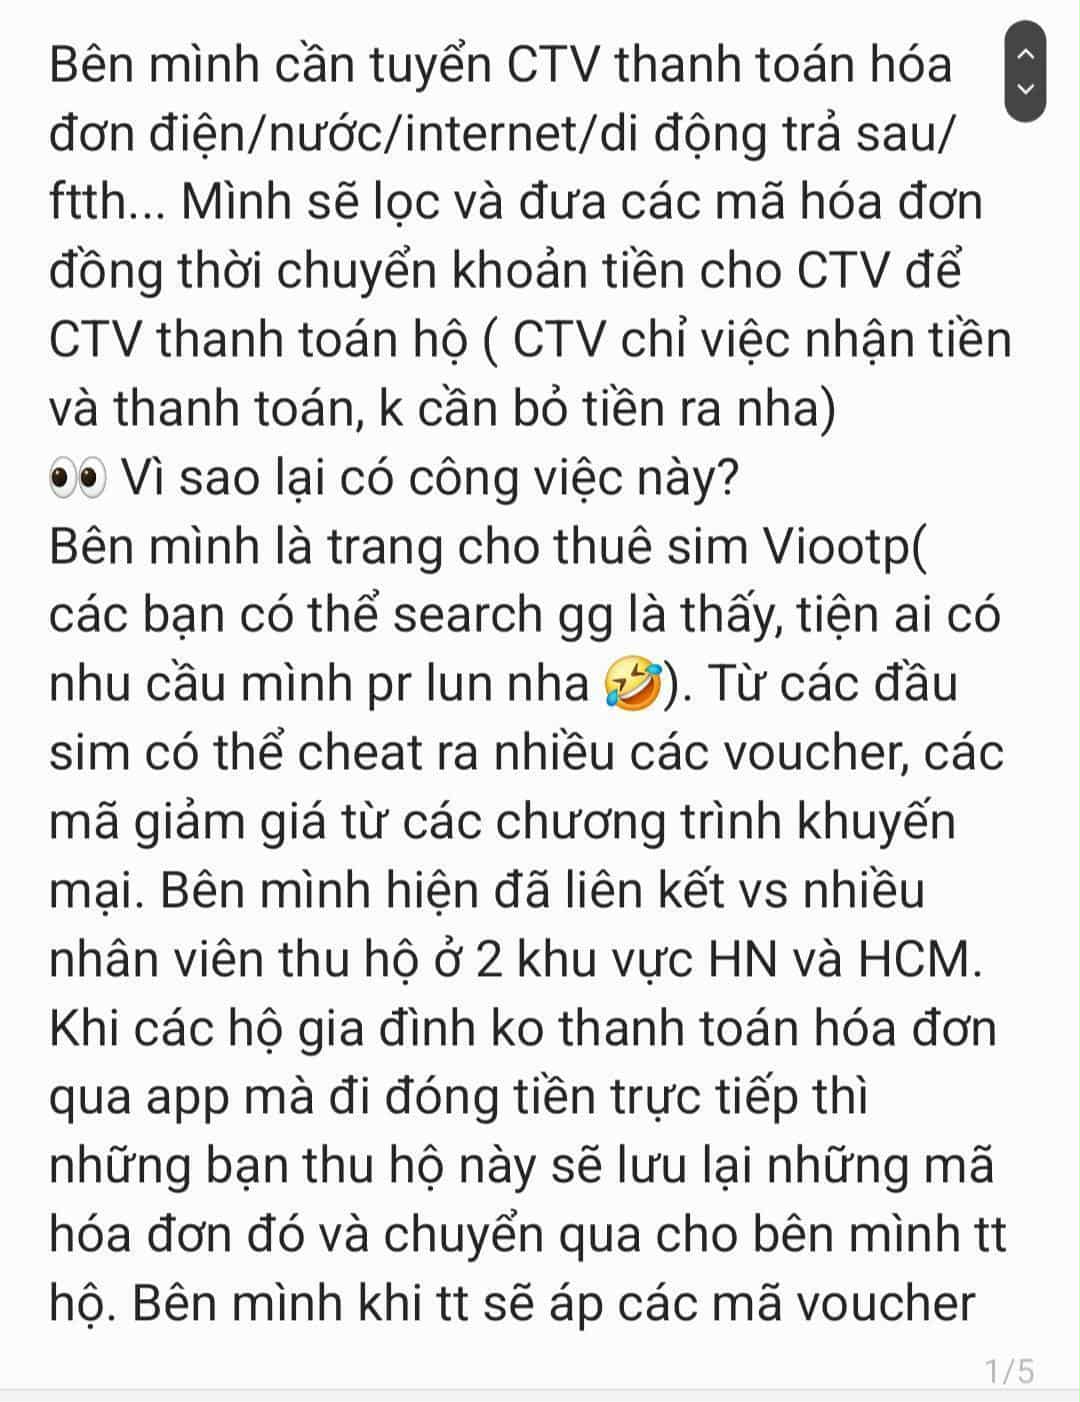 Bên mình cần tuyển CTV thanh toán hóa
đơn điện/nước/internet/di động trả sau/
ftth... Mình sẽ lọc và đưa các mã hóa đơn
đồng thời chuyển khoản tiền cho CTV để
CTV thanh toán hộ ( CTV chỉ việc nhận tiền
và thanh toán, k cần bỏ tiền ra nha)
👀 Vì sao lại có công việc này?
Bên mình là trang cho thuê sim Viootp(
các bạn có thể search gg là thấy, tiện ai có
nhu cầu mình pr lun nha 🤣). Từ các đầu
sim có thể cheat ra nhiều các voucher, các
mã giảm giá từ các chương trình khuyến
mại. Bên mình hiện đã liên kết vs nhiều
nhân viên thu hộ ở 2 khu vực HN và HCM.
Khi các hộ gia đình ko thanh toán hóa đơn
qua app mà đi đóng tiền trực tiếp thì
những bạn thu hộ này sẽ lưu lại những mã
hóa đơn đó và chuyển qua cho bên mình tt
hộ. Bên mình khi tt sẽ áp các mã voucher
1/5